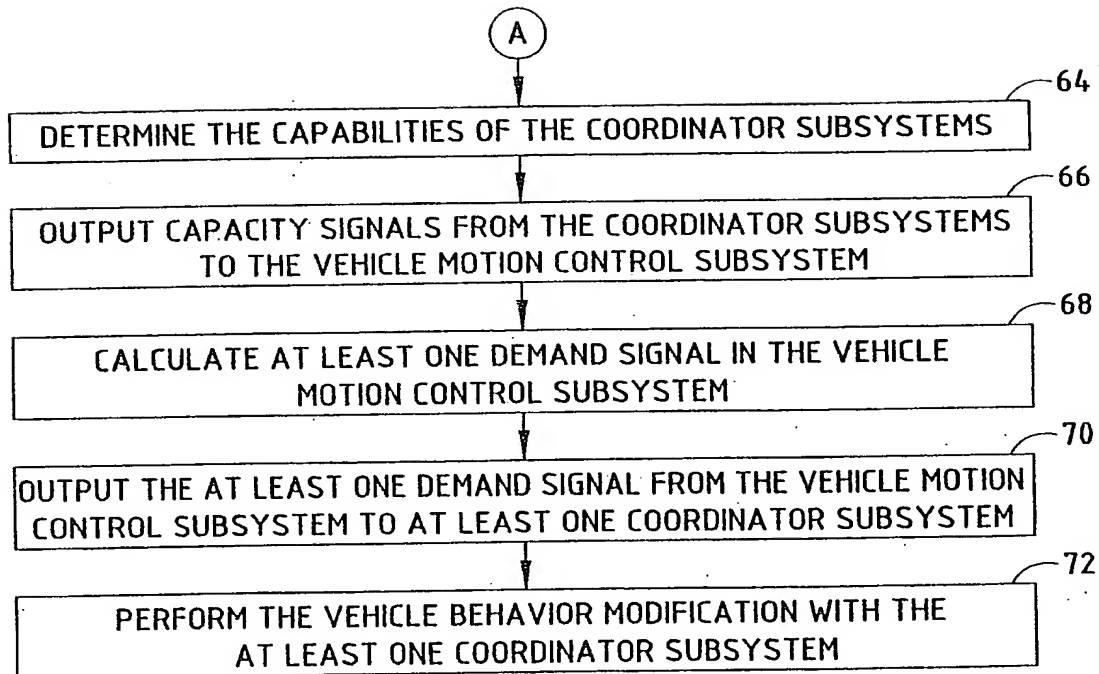 A
64
DETERMINE THE CAPABILITIES OF THE COORDINATOR SUBSYSTEMS
66
OUTPUT CAPACITY SIGNALS FROM THE COORDINATOR SUBSYSTEMS
TO THE VEHICLE MOTION CONTROL SUBSYSTEM
68
CALCULATE AT LEAST ONE DEMAND SIGNAL IN THE VEHICLE
MOTION CONTROL SUBSYSTEM
70
OUTPUT THE AT LEAST ONE DEMAND SIGNAL FROM THE VEHICLE MOTION
CONTROL SUBSYSTEM TO AT LEAST ONE COORDINATOR SUBSYSTEM
72
PERFORM THE VEHICLE BEHAVIOR MODIFICATION WITH THE
AT LEAST ONE COORDINATOR SUBSYSTEM